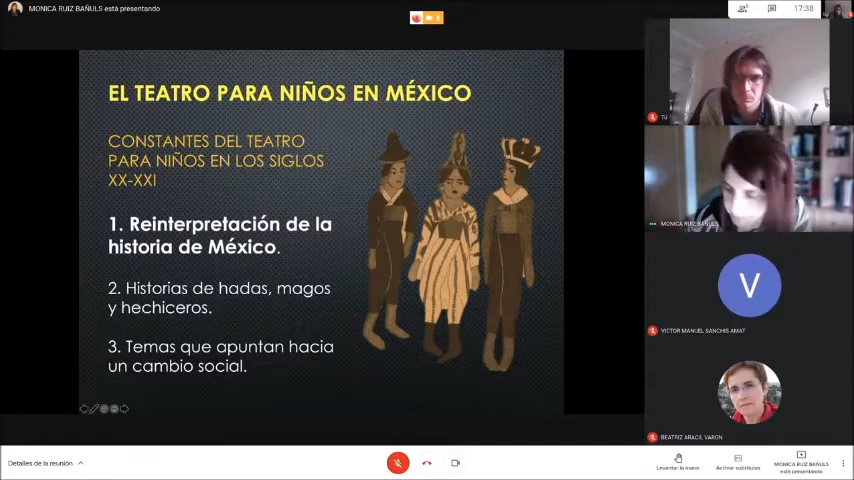 MONICA RUIZ BAÑULS está presentando
17:38
EL TEATRO PARA NIÑOS EN MÉXICO
CONSTANTES DEL TEATRO
PARA NIÑOS EN LOS SIGLOS
XX-XXI
1. Reinterpretación de la
historia de México.
2. Historias de hadas, magos
y hechiceros.
3. Temas que apuntan hacia
un cambio social.
Tú
MONICA RUIZ BAÑULS
V
VICTOR MANUEL SANCHIS AMAT
BEATRIZ ARACIL VARON
Detalles de la reunión
Levantar la mano
Activar subtítulos
MONICA RUIZ BAÑULS
está presentando